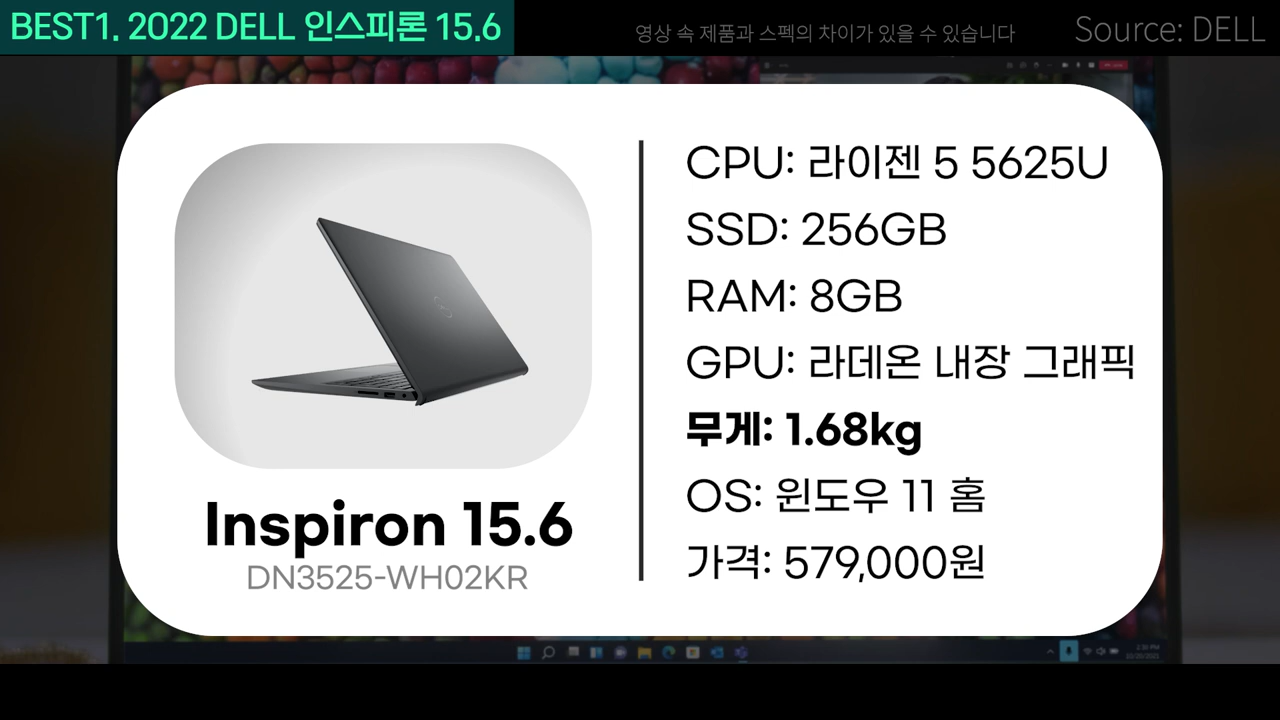 BEST1. 2022 DELL 인스피론 15.6
영상 속 제품과 스펙의 차이가 있을 수 있습니다
Source: DELL
Inspiron 15.6
DN3525-WH02KR
CPU: 라이젠 5 5625U
SSD: 256GB
RAM: 8GB
GPU: 라데온 내장 그래픽
무게: 1.68kg
OS: 윈도우 11 홈
가격: 579,000원